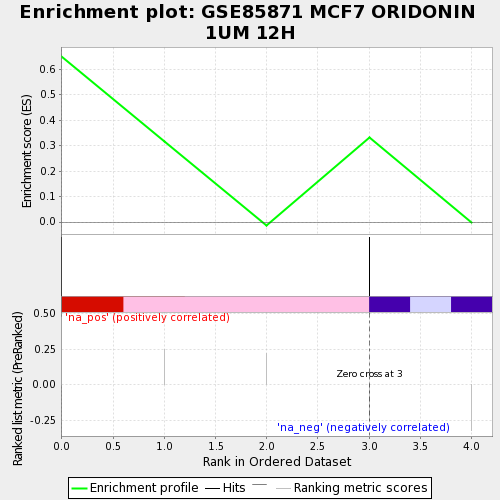 Enrichment plot: GSE85871 MCF7 ORIDONIN
1UM 12H
Enrichment score (ES)
0.6
0.5
0.4
0.3
0.2
0.1
0.0
Ranked list metric (PreRanked)
0.50
0.25
0.00
-0.25
'na_pos' (positively correlated)
Zero cross at 3
'na_neg' (negatively correlated)
0.0 0.5 1.0 1.5 2.0 2.5 3.0 3.5 4.0
Rank in Ordered Dataset
Enrichment profile Hits Ranking metric scores